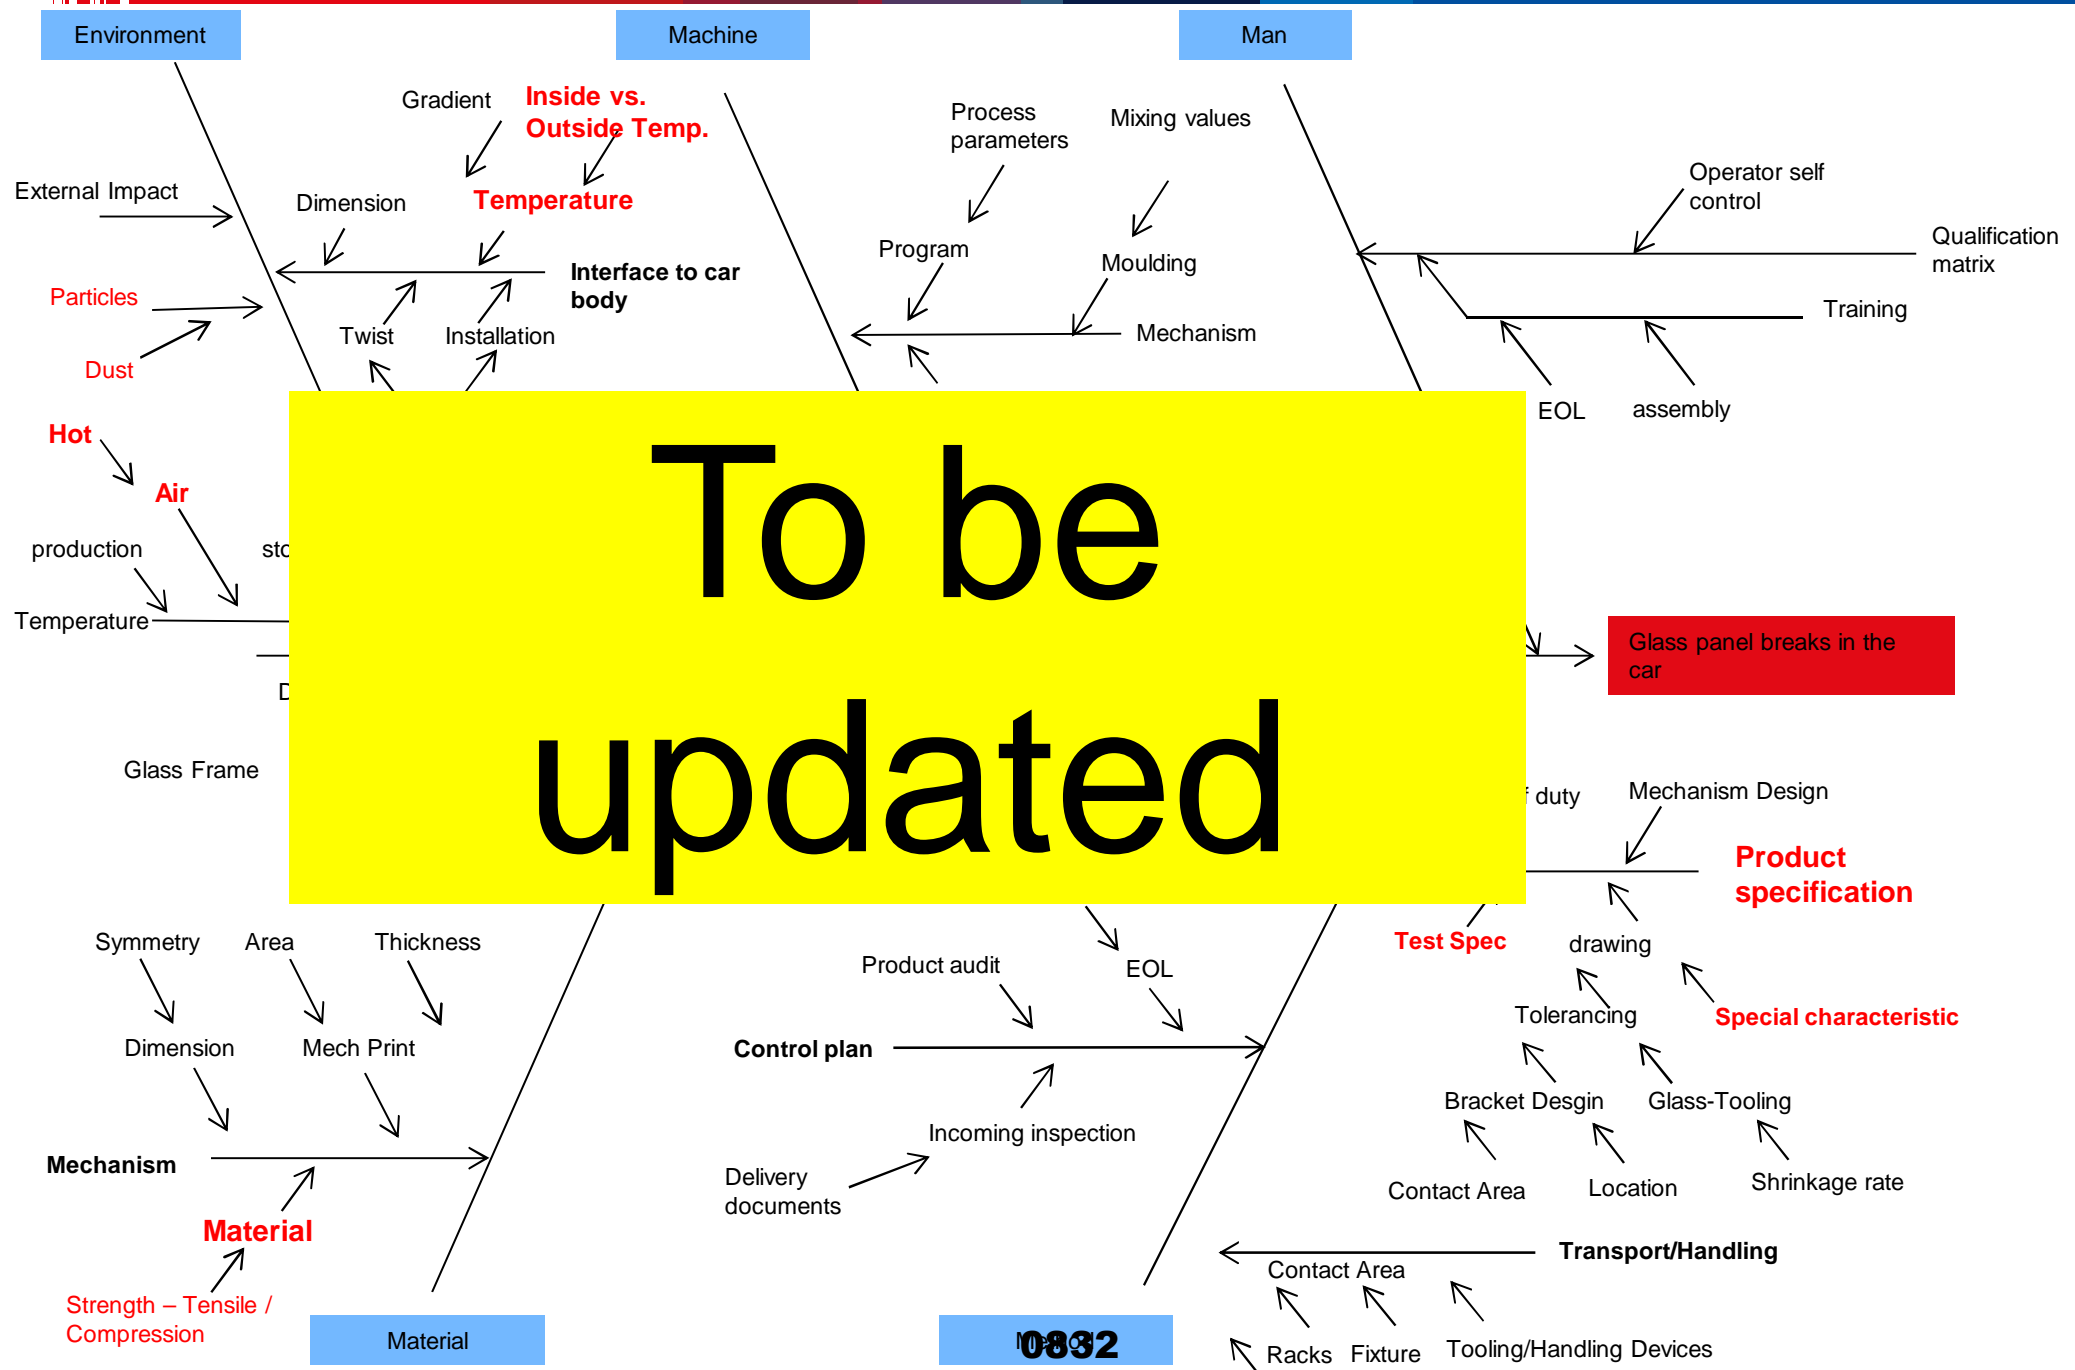 Environment
Machine
Man
Gradient
Inside vs.
Outside Temp.
Process
parameters
Mixing values
External Impact
Dimension
Temperature
Operator self
control
Program
Moulding
Qualification
matrix
Interface to car
body
Particles
Twist
Installation
Mechanism
Training
Dust
EOL
assembly
Hot
Air
production
Temperature
To be
updated
Glass panel breaks in the
car
Glass Frame
duty
Mechanism Design
Product
specification
Symmetry
Area
Thickness
Test Spec
drawing
Product audit
EOL
Tolerancing
Special characteristic
Dimension
Mech Print
Control plan
Bracket Desgin
Glass-Tooling
Incoming inspection
Mechanism
Delivery
documents
Contact Area
Location
Shrinkage rate
Material
Transport/Handling
Contact Area
Strength – Tensile /
Compression
Material
0832
Racks
Fixture
Tooling/Handling Devices